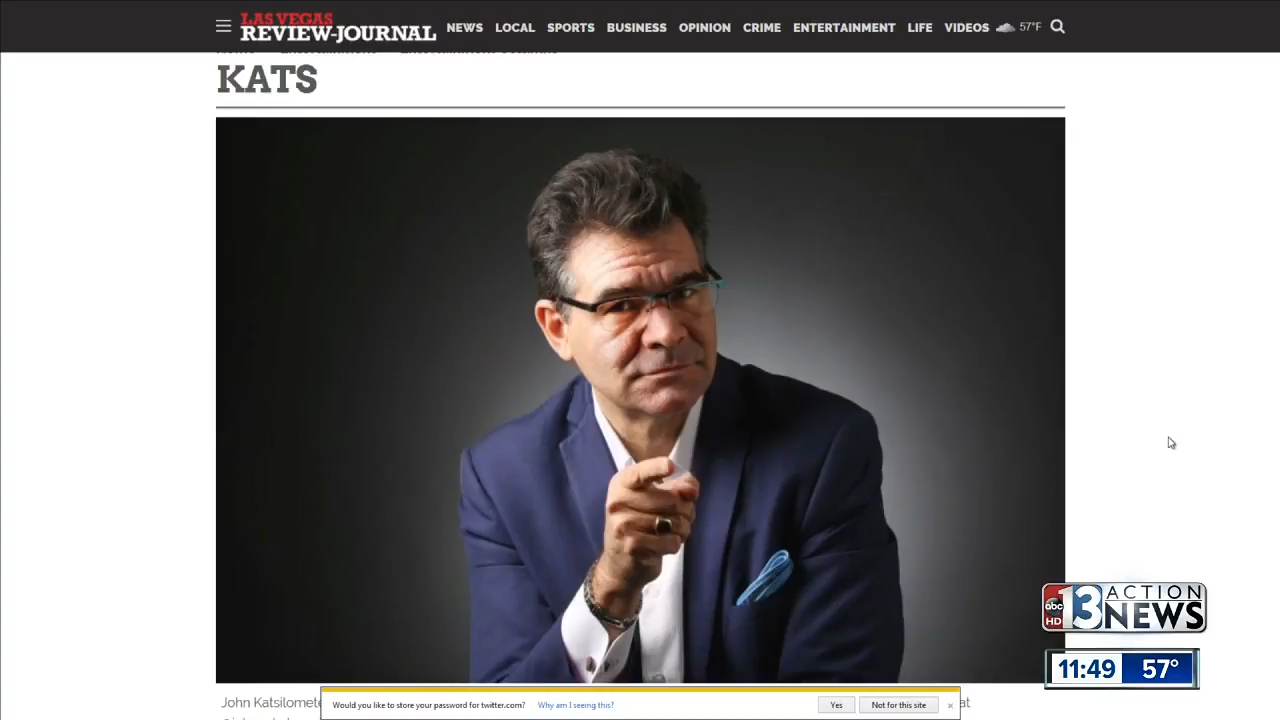 LAS VEGAS
REVIEW-JOURNAL
NEWS LOCAL SPORTS BUSINESS OPINION CRIME ENTERTAINMENT LIFE VIDEOS 57°F
KATS
abc
HD
13
ACTION
NEWS
11:49 57°
John
Would you like to store your password for twitter.com? Why am I seeing this? Yes Not for this site ×